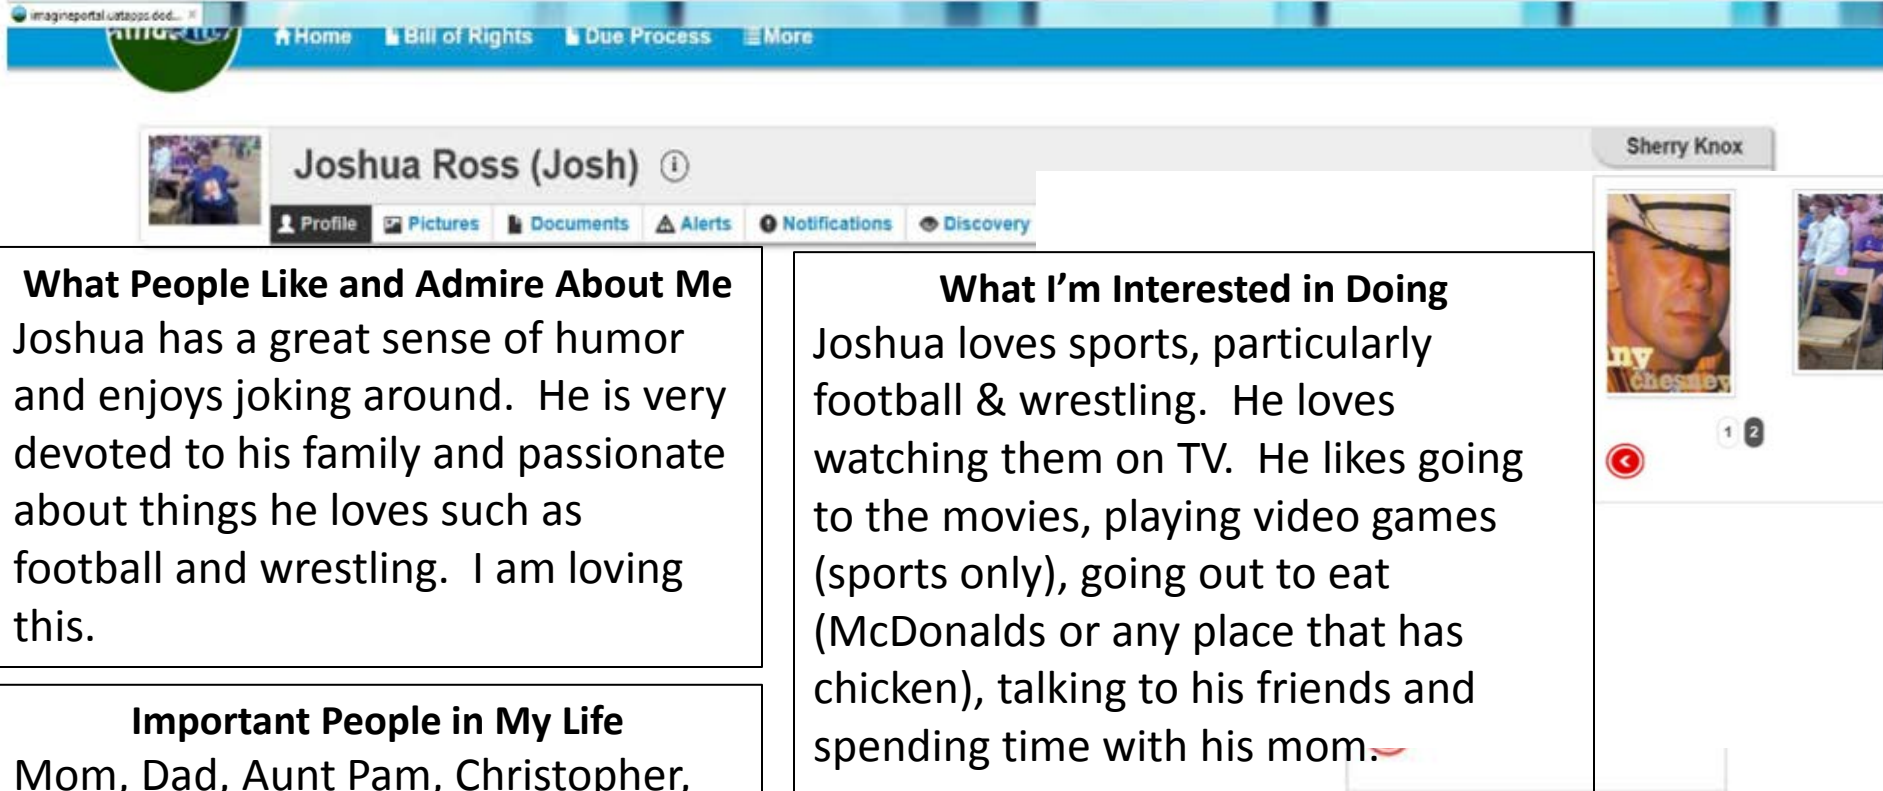 imagineportal.uatapps.dod...
Home Bill of Rights Due Process More
Joshua Ross (Josh)
Sherry Knox
Profile Pictures Documents Alerts Notifications Discovery
What People Like and Admire About Me
Joshua has a great sense of humor
and enjoys joking around. He is very
devoted to his family and passionate
about things he loves such as
football and wrestling. I am loving
this.
Important People in My Life
Mom, Dad, Aunt Pam, Christopher,
What I’m Interested in Doing
Joshua loves sports, particularly
football & wrestling. He loves
watching them on TV. He likes going
to the movies, playing video games
(sports only), going out to eat
(McDonalds or any place that has
chicken), talking to his friends and
spending time with his mom.
ny
chesney
1 2